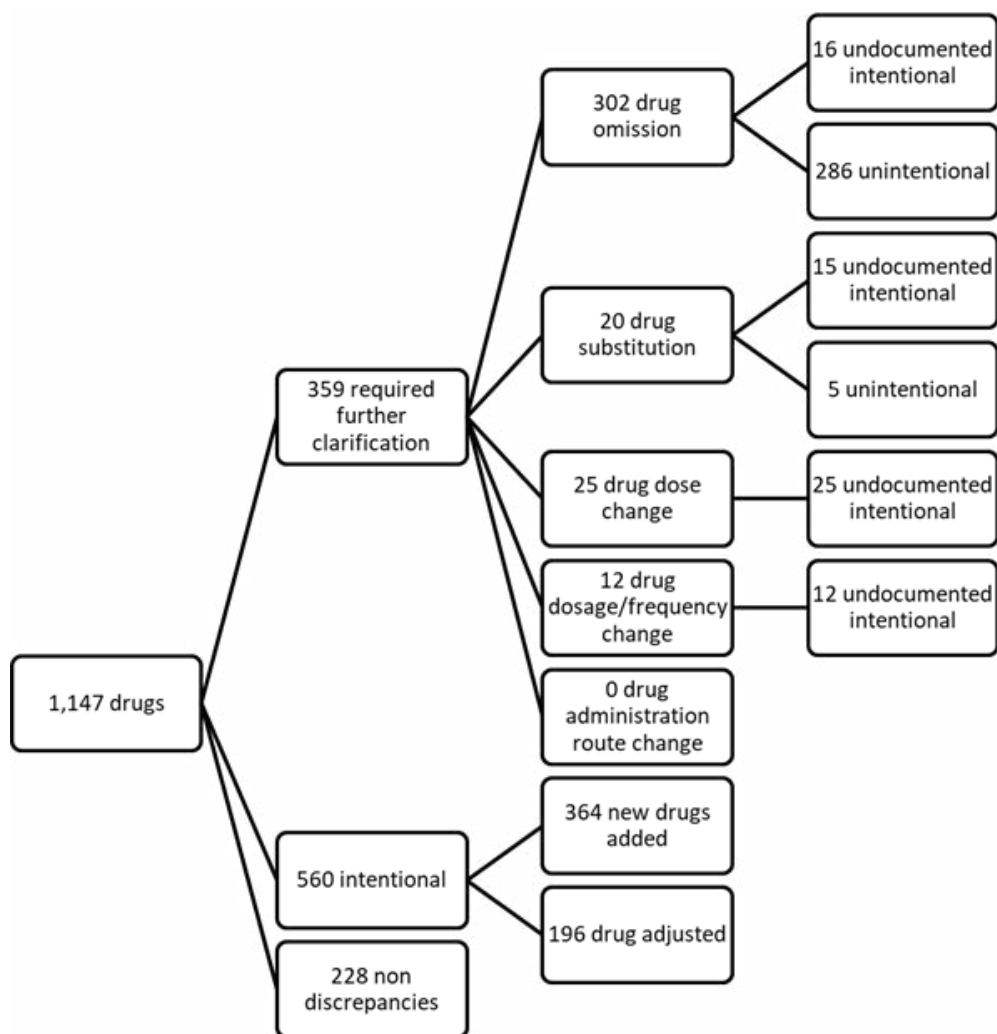 1,147 drugs
359 required
further
clarification
302 drug
omission
16 undocumented
intentional
286 unintentional
20 drug
substitution
15 undocumented
intentional
5 unintentional
25 drug dose
change
25 undocumented
intentional
12 drug
dosage/frequency
change
12 undocumented
intentional
0 drug
administration
route change
560 intentional
364 new drugs
added
196 drug adjusted
228 non
discrepancies